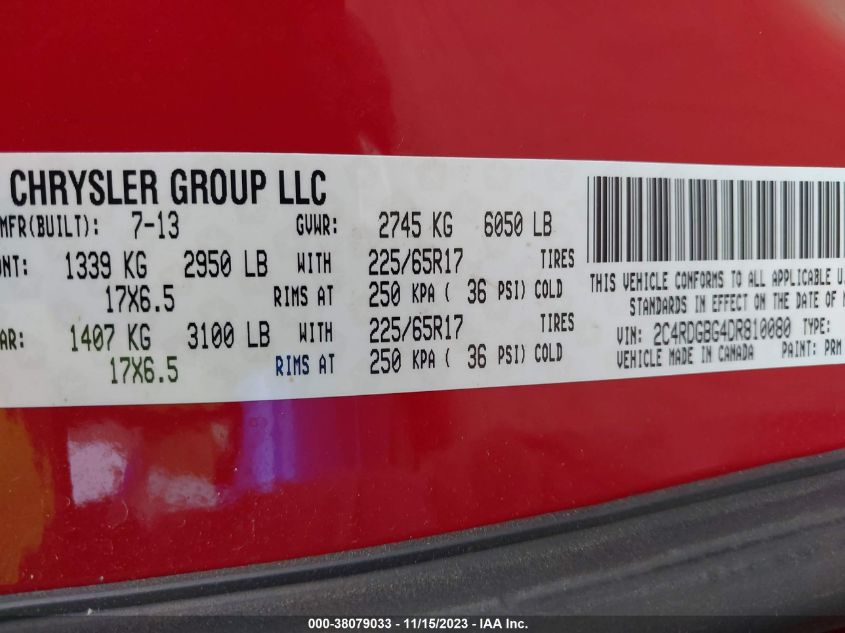 CHRYSLER GROUP LLC
MFR(BUILT): 7-13 GVWR: 2745 KG 6050 LB
NT: 1339 KG 2950 LB WITH 225/65R17 TIRES
17X6.5 RIMS AT 250 KPA ( 36 PSI) COLD
AR: 1407 KG 3100 LB WITH 225/65R17 TIRES
17X6.5 RIMS AT 250 KPA ( 36 PSI) COLD
THIS VEHICLE CONFORMS TO ALL APPLICABLE U
STANDARDS IN EFFECT ON THE DATE OF
VIN: 2C4RDGBG4DR810080 TYPE:
VEHICLE MADE IN CANADA PAINT: PRM
000-38079033 - 11/15/2023 - IAA Inc.